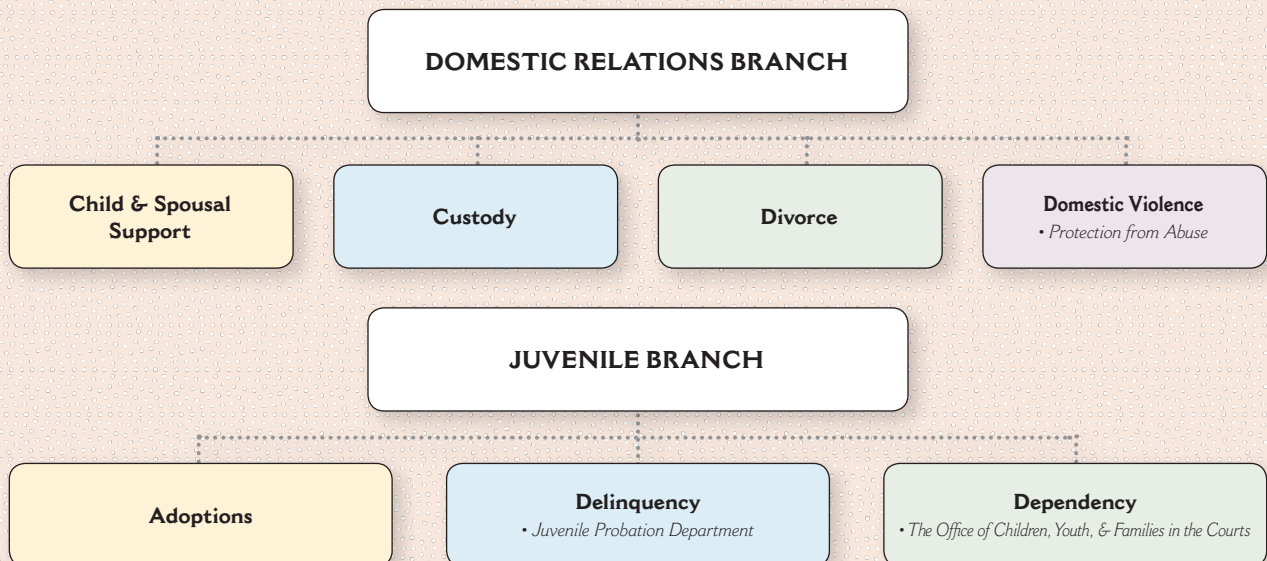 DOMESTIC RELATIONS BRANCH
Child & Spousal
Support
Custody
Divorce
Domestic Violence
• Protection from Abuse
JUVENILE BRANCH
Adoptions
Delinquency
• Juvenile Probation Department
Dependency
• The Office of Children, Youth, & Families in the Courts